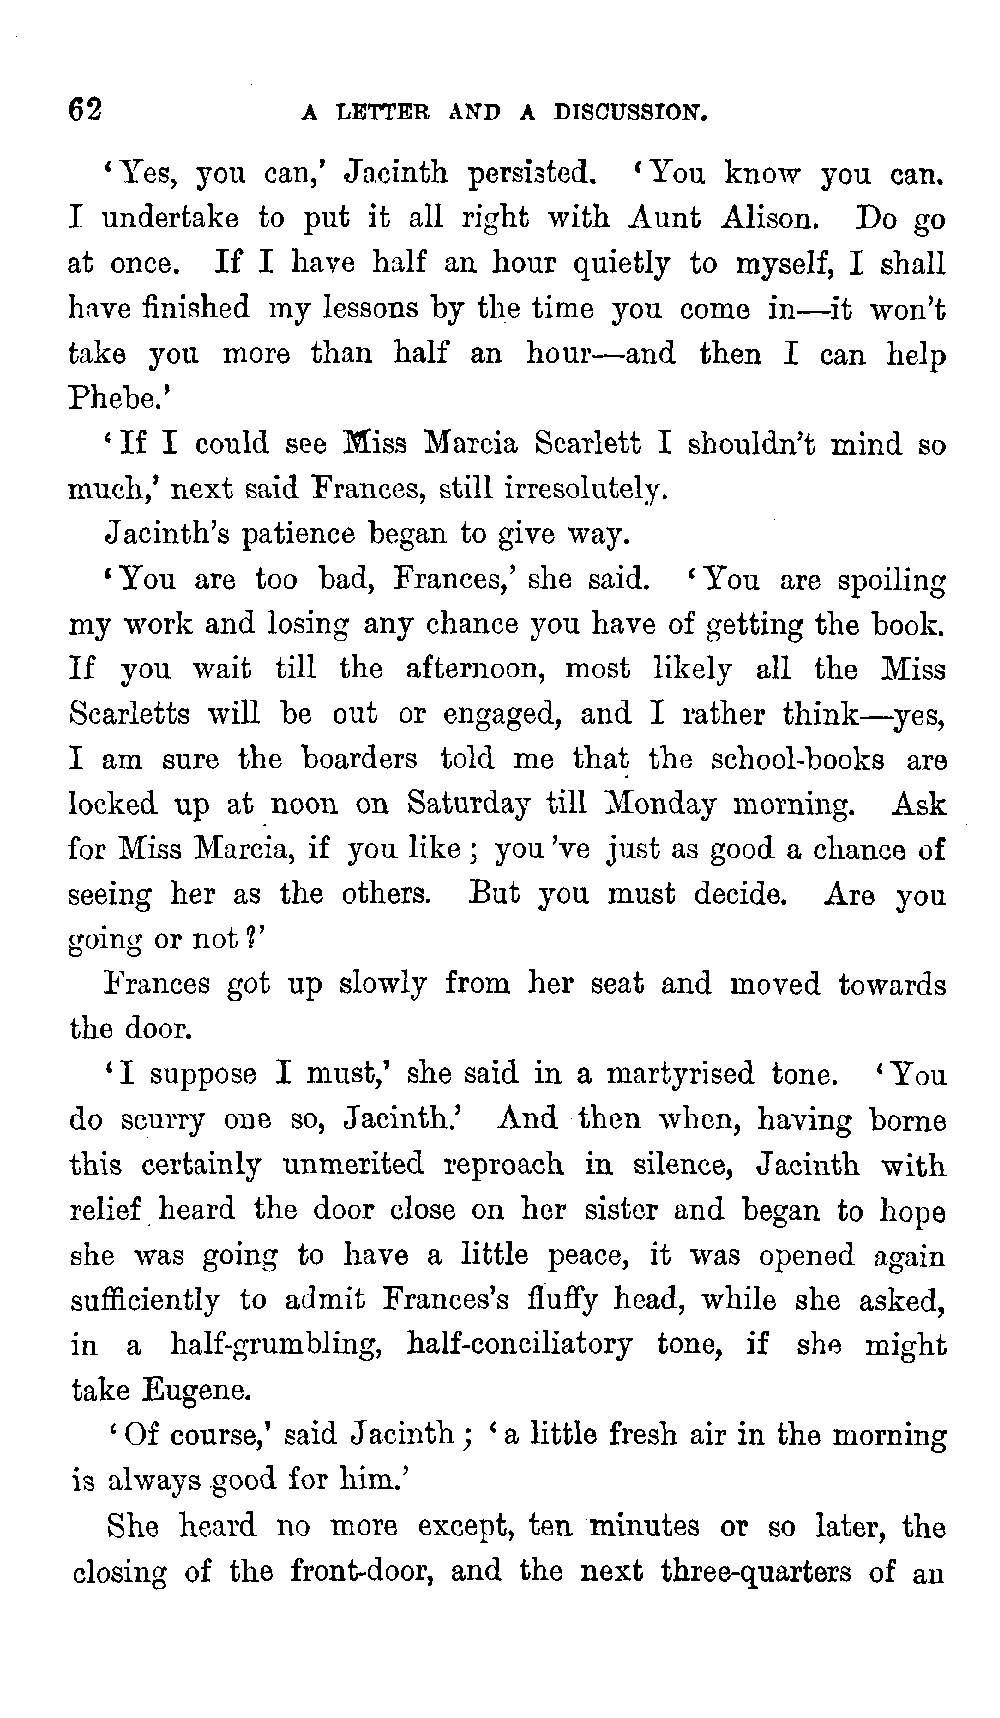 62 A LETTER AND A DISCUSSION.
‘Yes, you can,’ Jacinth persisted. ‘You know you can.
I undertake to put it all right with Aunt Alison. Do go
at once. If I have half an hour quietly to myself, I shall
have finished my lessons by the time you come in—it won’t
take you more than half an hour—and then I can help
Phebe.’
‘If I could see Miss Marcia Scarlett I shouldn’t mind so
much,’ next said Frances, still irresolutely.
Jacinth’s patience began to give way.
‘You are too bad, Frances,’ she said. ‘You are spoiling
my work and losing any chance you have of getting the book.
If you wait till the afternoon, most likely all the Miss
Scarletts will be out or engaged, and I rather think—yes,
I am sure the boarders told me that the school-books are
locked up at noon on Saturday till Monday morning. Ask
for Miss Marcia, if you like; you ’ve just as good a chance of
seeing her as the others. But you must decide. Are you
going or not?’
Frances got up slowly from her seat and moved towards
the door.
‘I suppose I must,’ she said in a martyrised tone. ‘You
do scurry one so, Jacinth.’ And then when, having borne
this certainly unmerited reproach in silence, Jacinth with
relief heard the door close on her sister and began to hope
she was going to have a little peace, it was opened again
sufficiently to admit Frances’s fluffy head, while she asked,
in a half-grumbling, half-conciliatory tone, if she might
take Eugene.
‘Of course,’ said Jacinth; ‘a little fresh air in the morning
is always good for him.’
She heard no more except, ten minutes or so later, the
closing of the front-door, and the next three-quarters of an